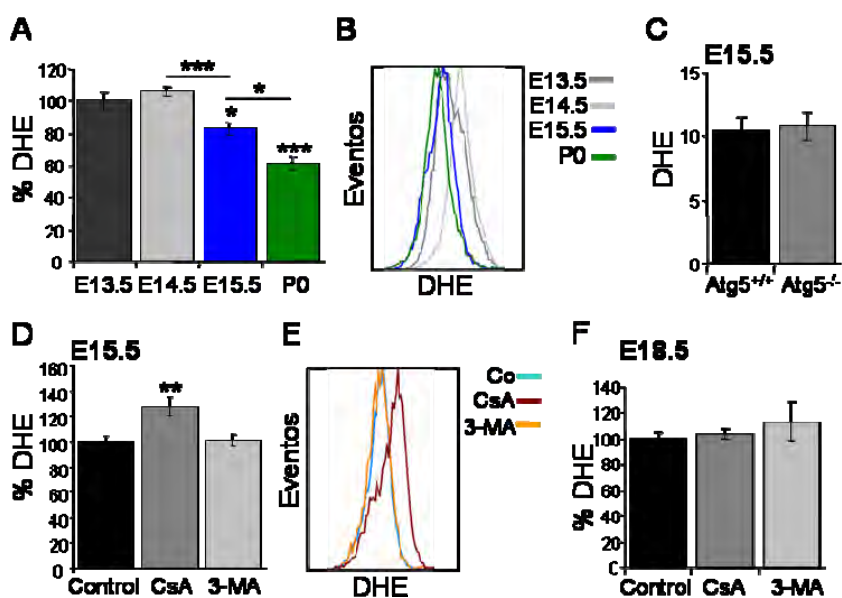 A
% DHE
120
100
80
60
40
20
0
***
*
*
***
E13.5 E14.5 E15.5 P0
B
Eventos
DHE
E13.5
E14.5
E15.5
P0
C
E15.5
DHE
15
10
5
0
Atg5+/+ Atg5-/-
D
E15.5
% DHE
160
140
120
100
80
60
40
20
0
**
Control CsA 3-MA
E
Eventos
DHE
Co
CsA
3-MA
F
E18.5
% DHE
140
120
100
80
60
40
20
0
Control CsA 3-MA